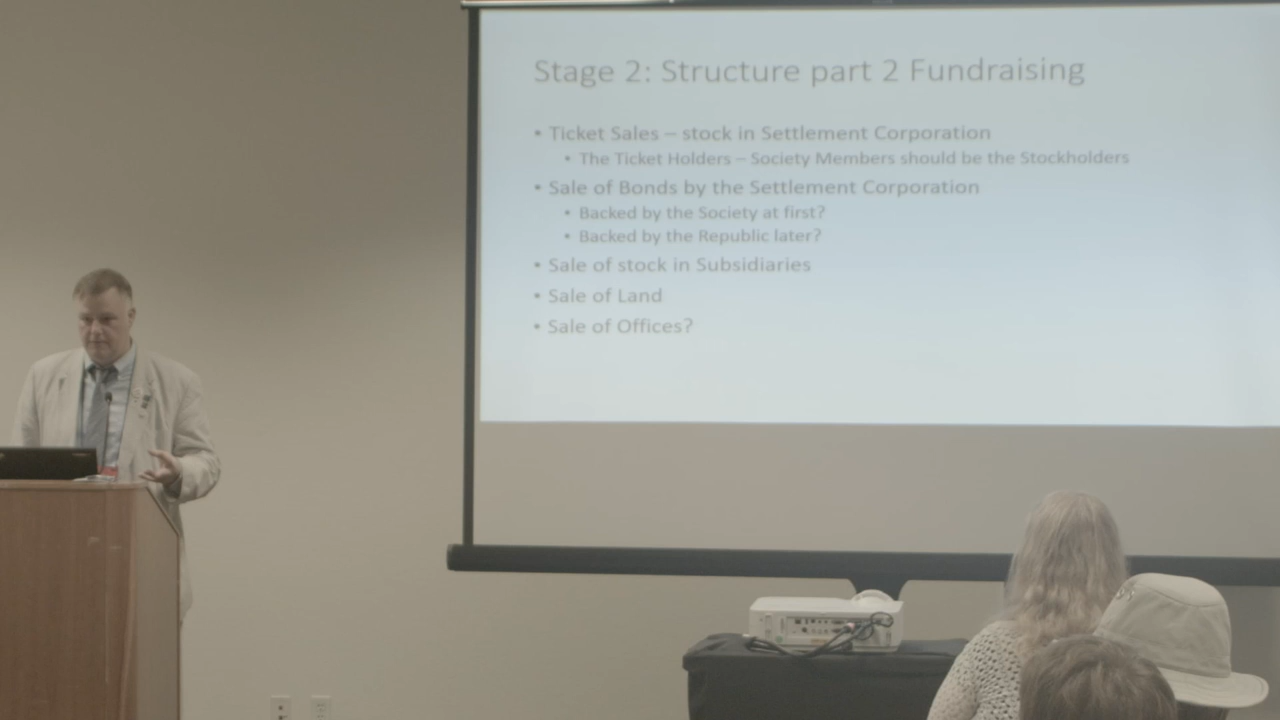 Stage 2: Structure part 2 Fundraising
• Ticket Sales – stock in Settlement Corporation
• The Ticket Holders – Society Members should be the Stockholders
• Sale of Bonds by the Settlement Corporation
• Backed by the Society at first?
• Backed by the Republic later?
• Sale of stock in Subsidiaries
• Sale of Land
• Sale of Offices?